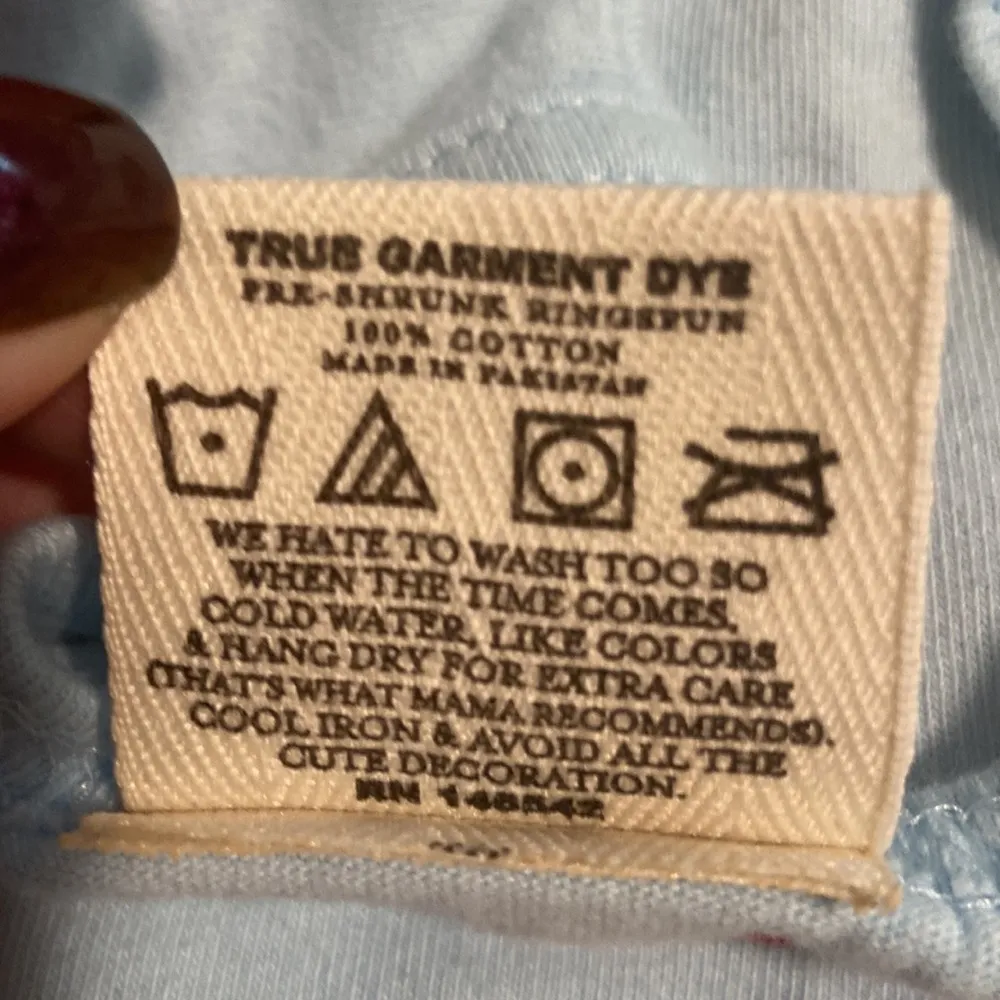 TRUE GARMENT DYE
PRE-SHRUNK RINGSPUN
100% COTTON
MADE IN PAKISTAN
WE HATE TO WASH TOO SO
WHEN THE TIME COMES,
COLD WATER, LIKE COLORS
& HANG DRY FOR EXTRA CARE
(THAT'S WHAT MAMA RECOMMENDS).
COOL IRON & AVOID ALL THE
CUTE DECORATION.
RN